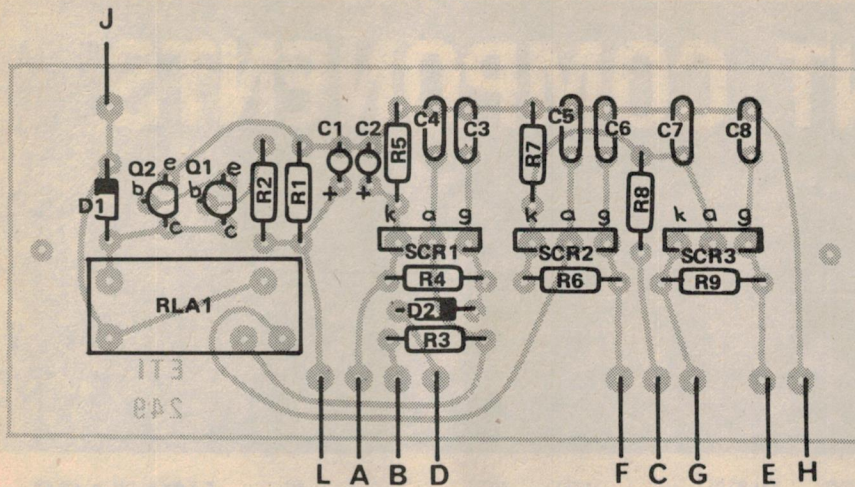 J
C1 C2 R5 C4 C3 R7 C5 C6 C7 C8
Q2 e Q1 e
b b
D1 c c R2 R1 + + R8
k a g k a g k a g
SCR1 SCR2 SCR3
RLA1 R4 R6 R9
D2
R3
ETI
249
L A B D F C G E H